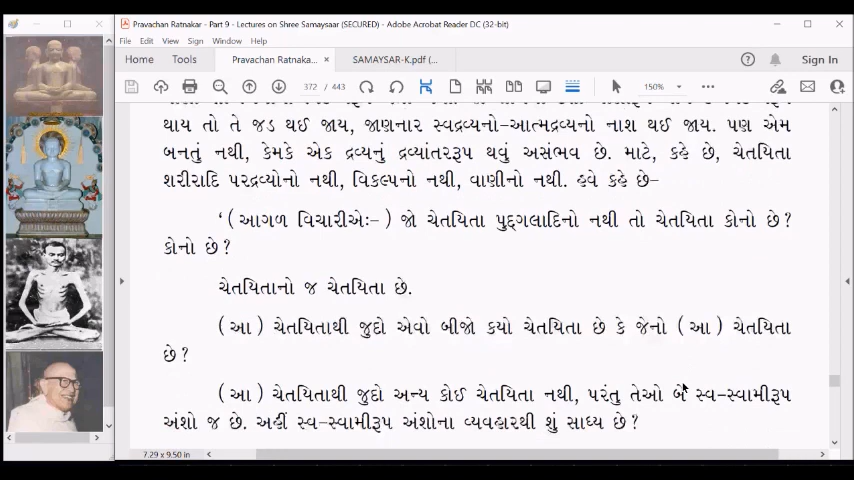 Pravachan Ratnakar - Part 9 - Lectures on Shree Samaysaar (SECURED) - Adobe Acrobat Reader DC (32-bit)
File Edit View Sign Window Help
Home Tools Pravachan Ratnaka... × SAMAYSAR-K.pdf (... Sign In
372 / 443 150%
થાય તો તે જડ થઈ જાય, જાણનાર સ્વદ્રવ્યનો-આત્મદ્રવ્યનો નાશ થઈ જાય. પણ એમ
બનતું નથી, કેમકે એક દ્રવ્યનું દ્રવ્યાંતરરૂપ થવું અસંભવ છે. માટે, કહે છે, ચેતયિતા
શરીરાદિ પરદ્રવ્યોનો નથી, વિકલ્પનો નથી, વાણીનો નથી. હવે કહે છે-
‘(આગળ વિચારીએઃ-) જો ચેતયિતા પુદ્દગલાદિનો નથી તો ચેતયિતા કોનો છે?
કોનો છે?
ચેતયિતાનો જ ચેતયિતા છે.
(આ) ચેતયિતાથી જુદો એવો બીજો કયો ચેતયિતા છે કે જેનો (આ) ચેતયિતા
છે?
(આ) ચેતયિતાથી જુદો અન્ય કોઈ ચેતયિતા નથી, પરંતુ તેઓ બે સ્વ-સ્વામીરૂપ
અંશો જ છે. અહીં સ્વ-સ્વામીરૂપ અંશોના વ્યવહારથી શું સાધ્ય છે?
7.29 x 9.50 in